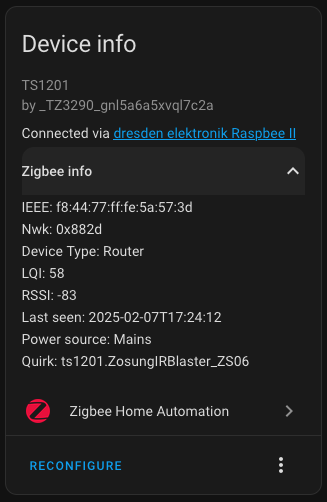 Device info
TS1201
by _TZ3290_gnl5a6a5xvql7c2a
Connected via dresden elektronik Raspbee II
Zigbee info
IEEE: f8:44:77:ff:fe:5a:57:3d
Nwk: 0x882d
Device Type: Router
LQI: 58
RSSI: -83
Last seen: 2025-02-07T17:24:12
Power source: Mains
Quirk: ts1201.ZosungIRBlaster_ZS06
Zigbee Home Automation
RECONFIGURE